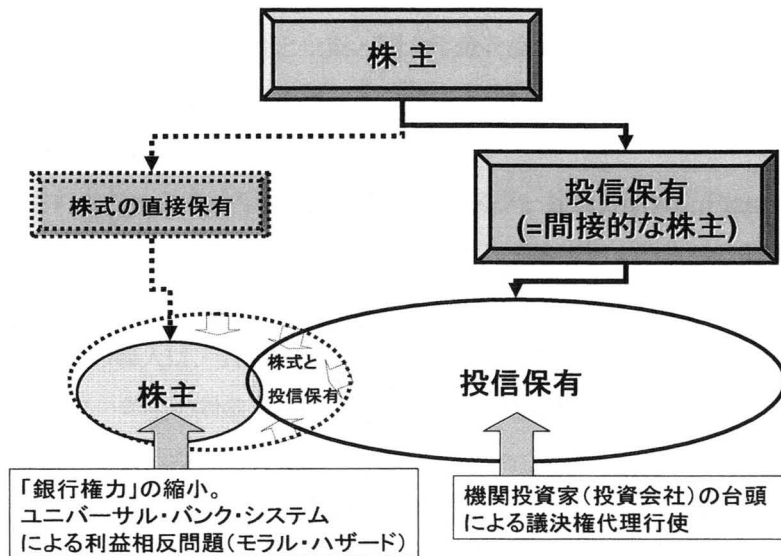 株 主
株式の直接保有
投信保有
(=間接的な株主)
株主
株式と
投信保有
投信保有
「銀行権力」の縮小。
ユニバーサル・バンク・システム
による利益相反問題(モラル・ハザード)
機関投資家(投資会社)の台頭
による議決権代理行使